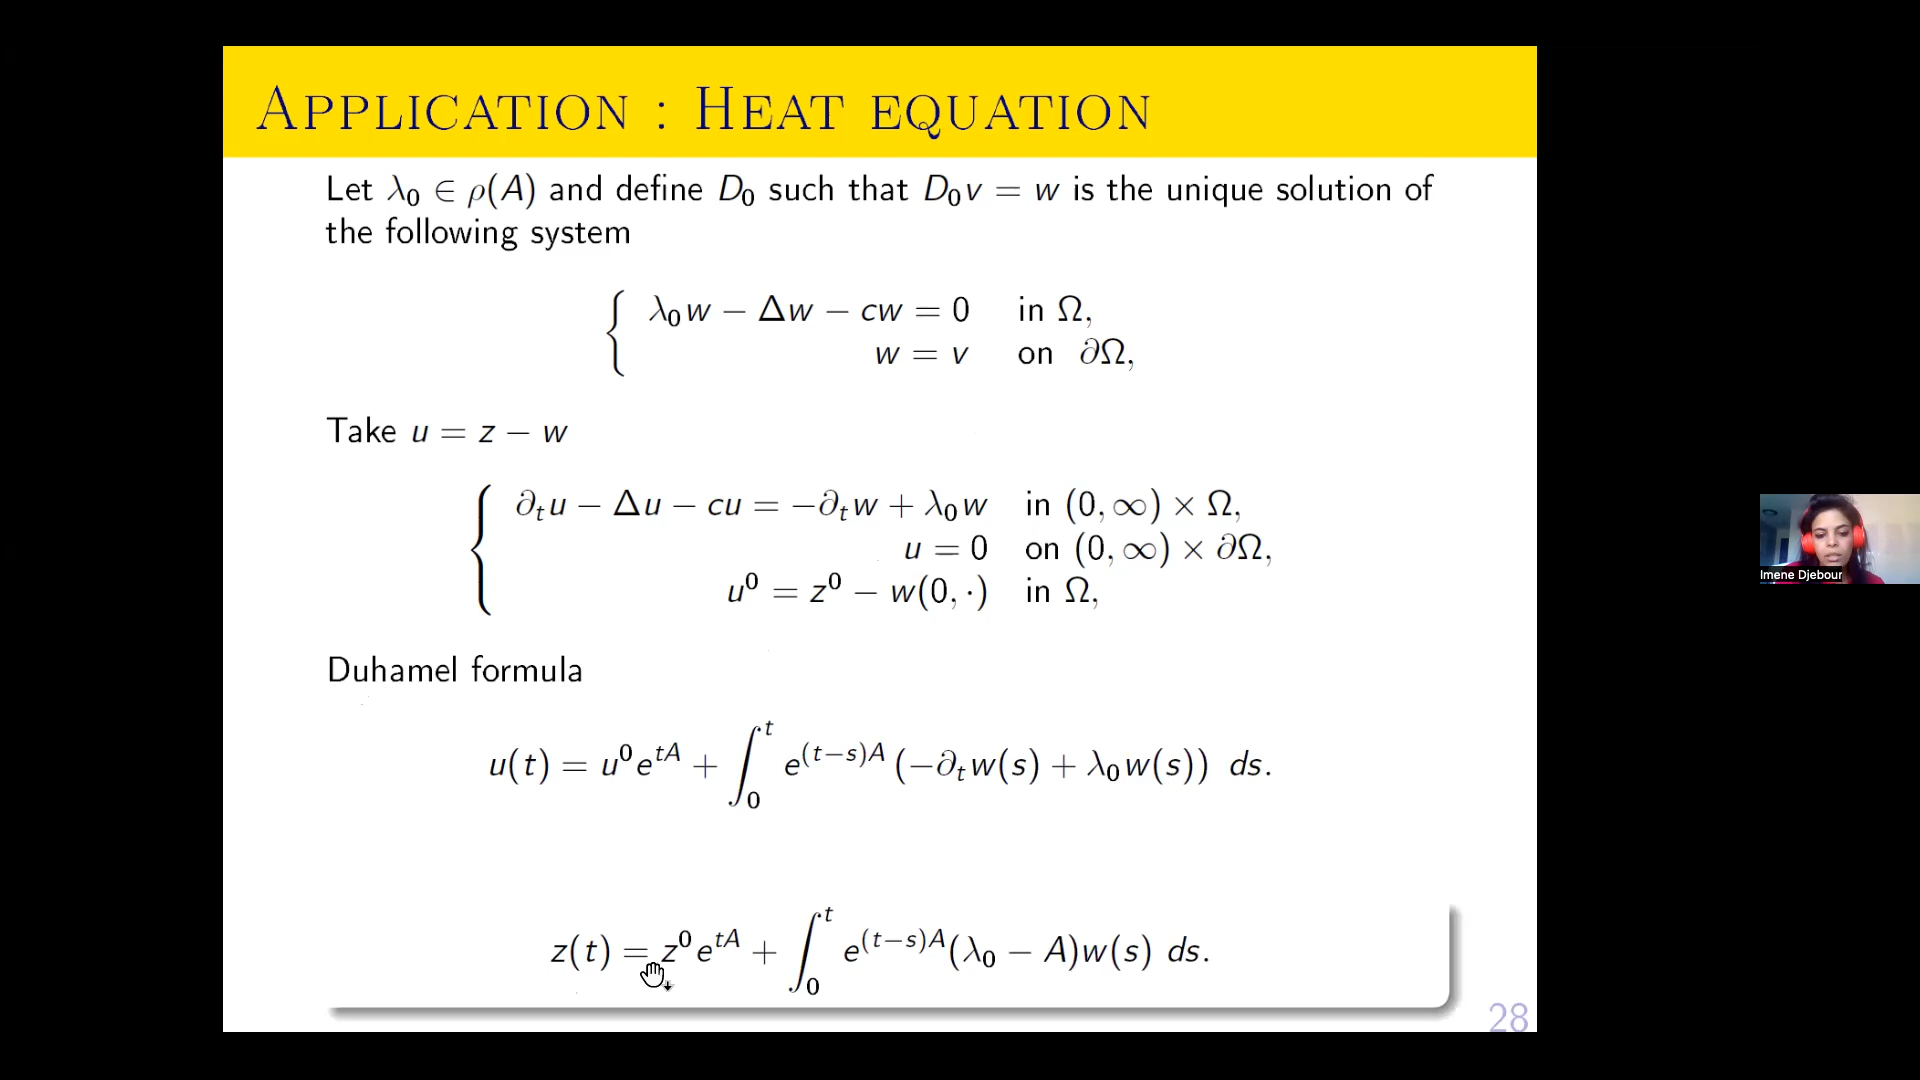 APPLICATION : HEAT EQUATION
Let λ₀ ∈ ρ(A) and define D₀ such that D₀v = w is the unique solution of
the following system
λ₀w − Δw − cw = 0 in Ω,
w = v on ∂Ω,
Take u = z − w
∂ₜu − Δu − cu = −∂ₜw + λ₀w in (0, ∞) × Ω,
u = 0 on (0, ∞) × ∂Ω,
u⁰ = z⁰ − w(0, ·) in Ω,
Duhamel formula
u(t) = u⁰e^{tA} + ∫₀ᵗ e^{(t−s)A} (−∂ₜw(s) + λ₀w(s)) ds.
z(t) = z⁰e^{tA} + ∫₀ᵗ e^{(t−s)A}(λ₀ − A)w(s) ds.
28
Imene Djebour